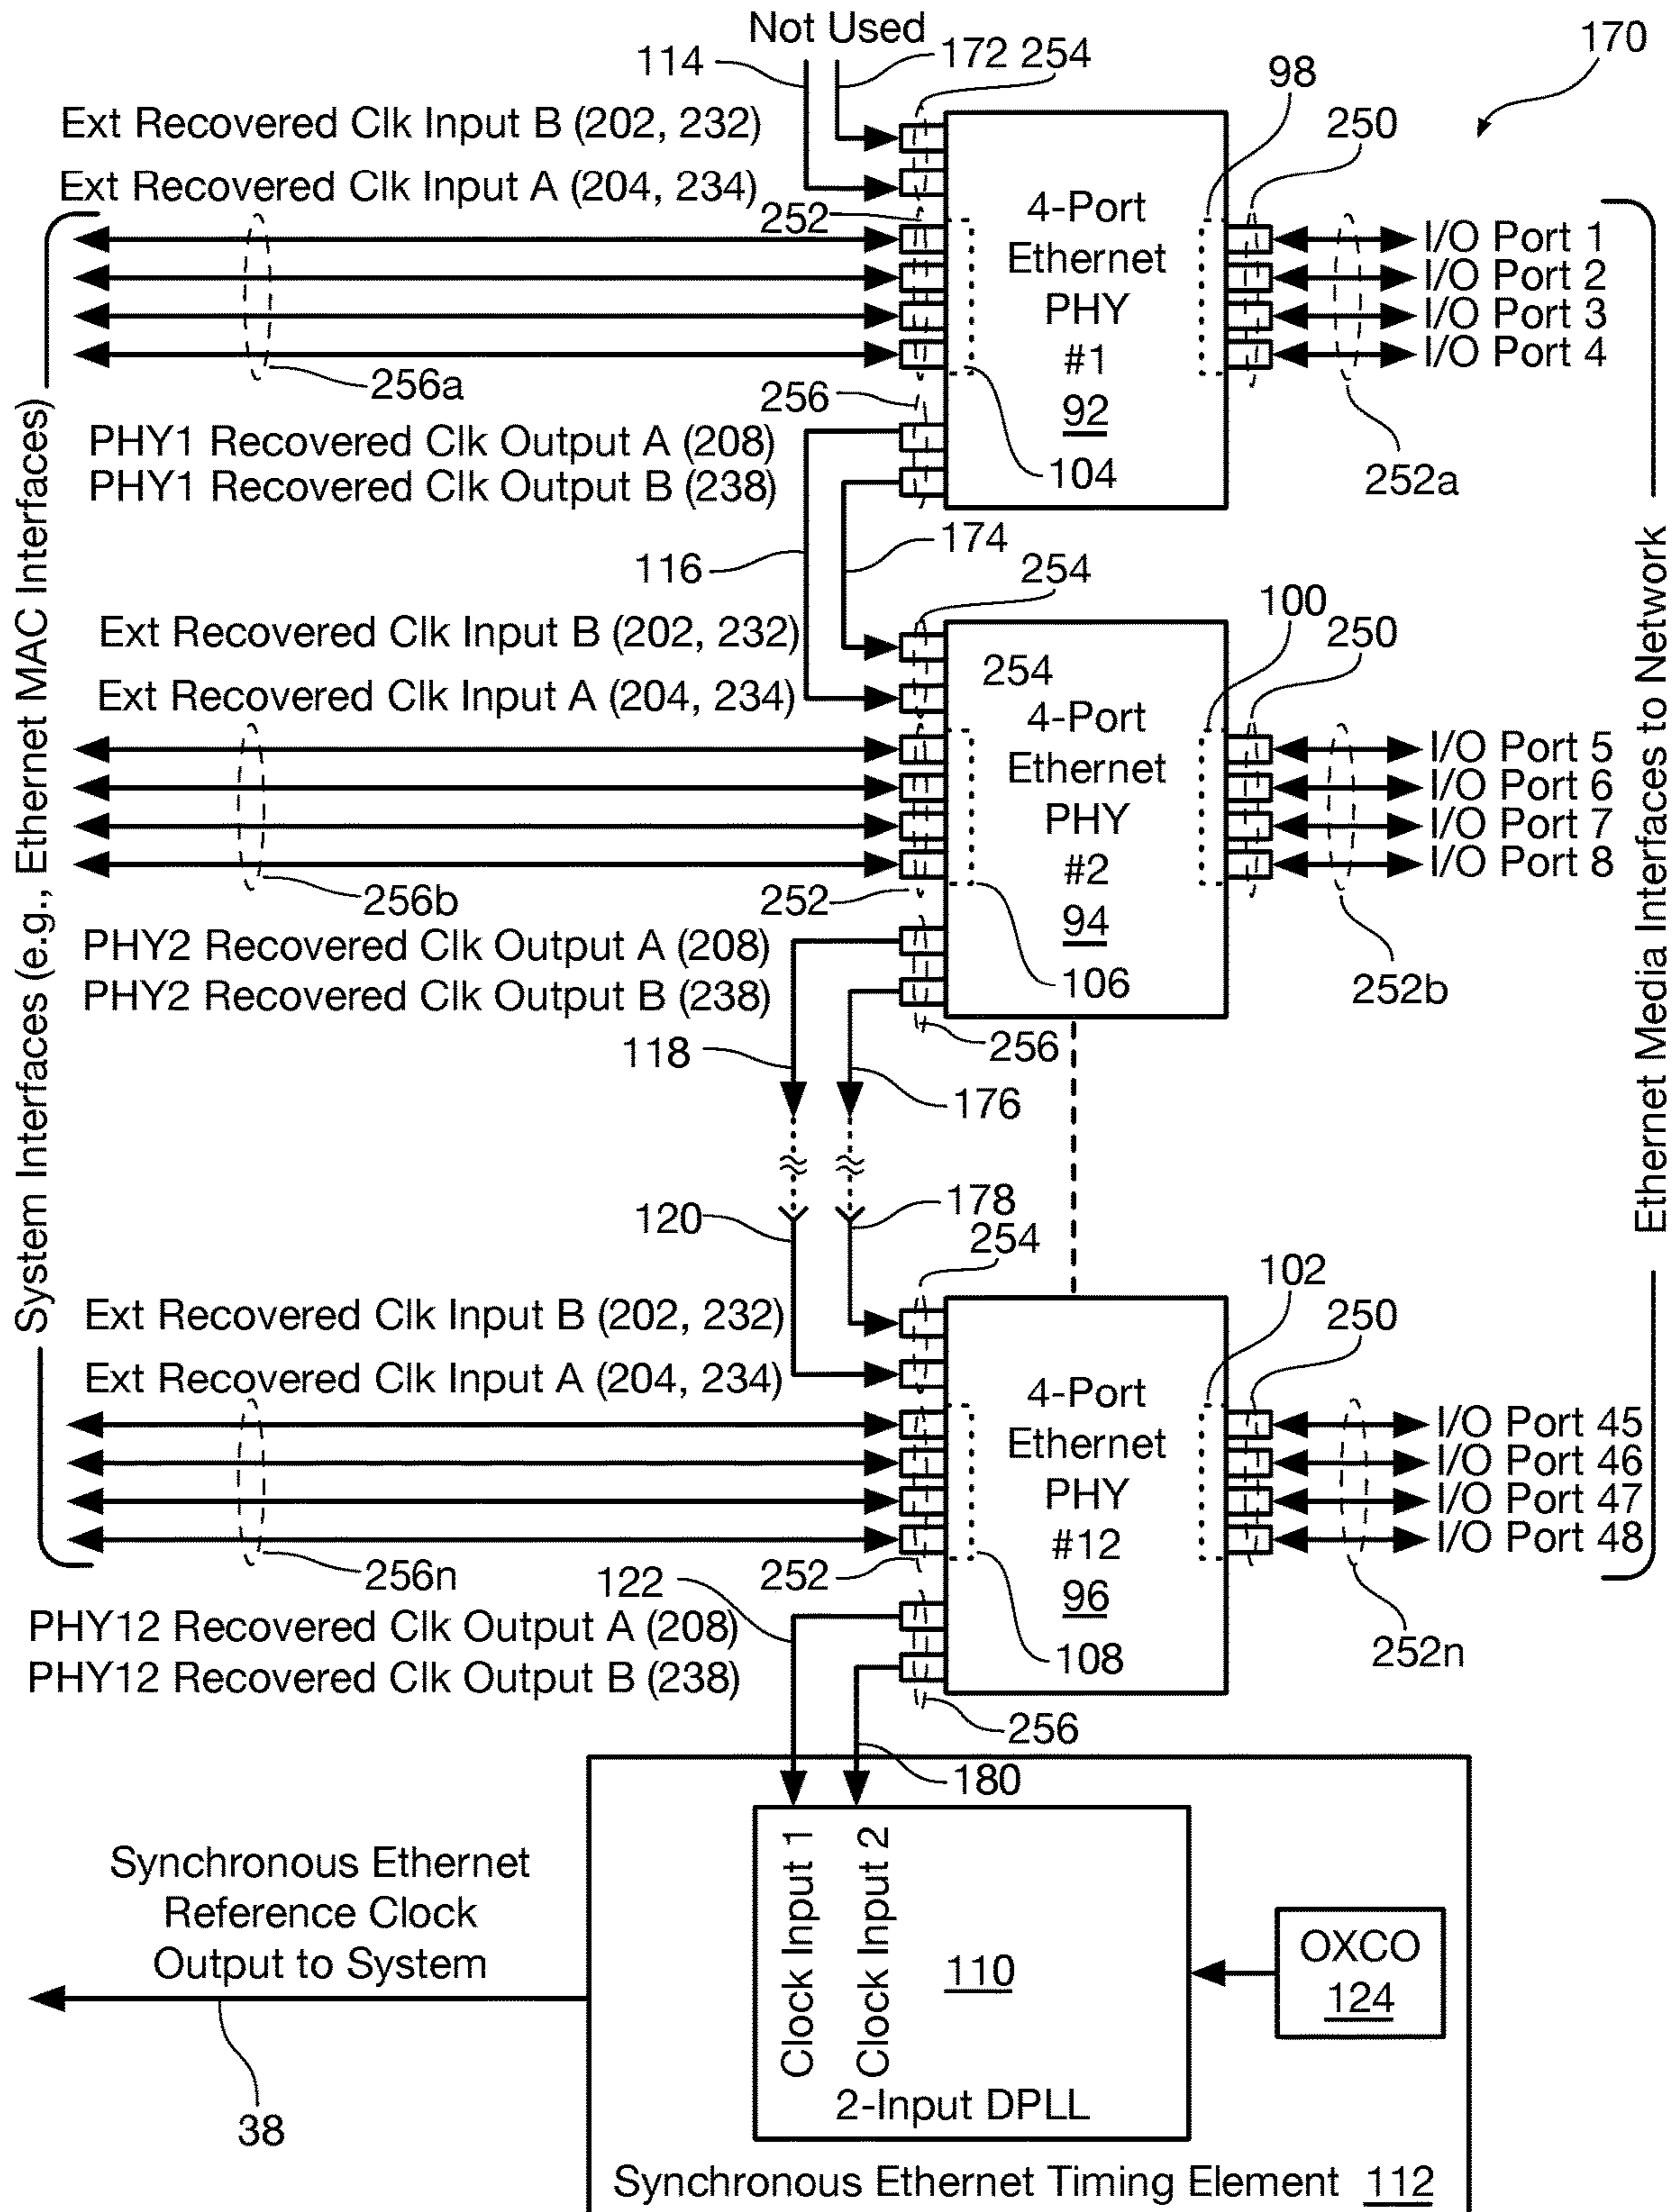 Not Used
114
172
254
98
170
250
Ext Recovered Clk Input B (202, 232)
Ext Recovered Clk Input A (204, 234)
252
4-Port
Ethernet
PHY
#1
92
I/O Port 1
I/O Port 2
I/O Port 3
I/O Port 4
256a
256
PHY1 Recovered Clk Output A (208)
PHY1 Recovered Clk Output B (238)
104
252a
System Interfaces (e.g., Ethernet MAC Interfaces)
Ethernet Media Interfaces to Network
116
174
254
100
250
Ext Recovered Clk Input B (202, 232)
Ext Recovered Clk Input A (204, 234)
254
4-Port
Ethernet
PHY
#2
94
I/O Port 5
I/O Port 6
I/O Port 7
I/O Port 8
256b
252
PHY2 Recovered Clk Output A (208)
PHY2 Recovered Clk Output B (238)
106
252b
118
256
176
120
178
254
102
250
Ext Recovered Clk Input B (202, 232)
Ext Recovered Clk Input A (204, 234)
4-Port
Ethernet
PHY
#12
96
I/O Port 45
I/O Port 46
I/O Port 47
I/O Port 48
256n
122
252
PHY12 Recovered Clk Output A (208)
PHY12 Recovered Clk Output B (238)
108
252n
256
180
Clock Input 1
Clock Input 2
110
2-Input DPLL
OXCO
124
Synchronous Ethernet
Reference Clock
Output to System
38
Synchronous Ethernet Timing Element 112